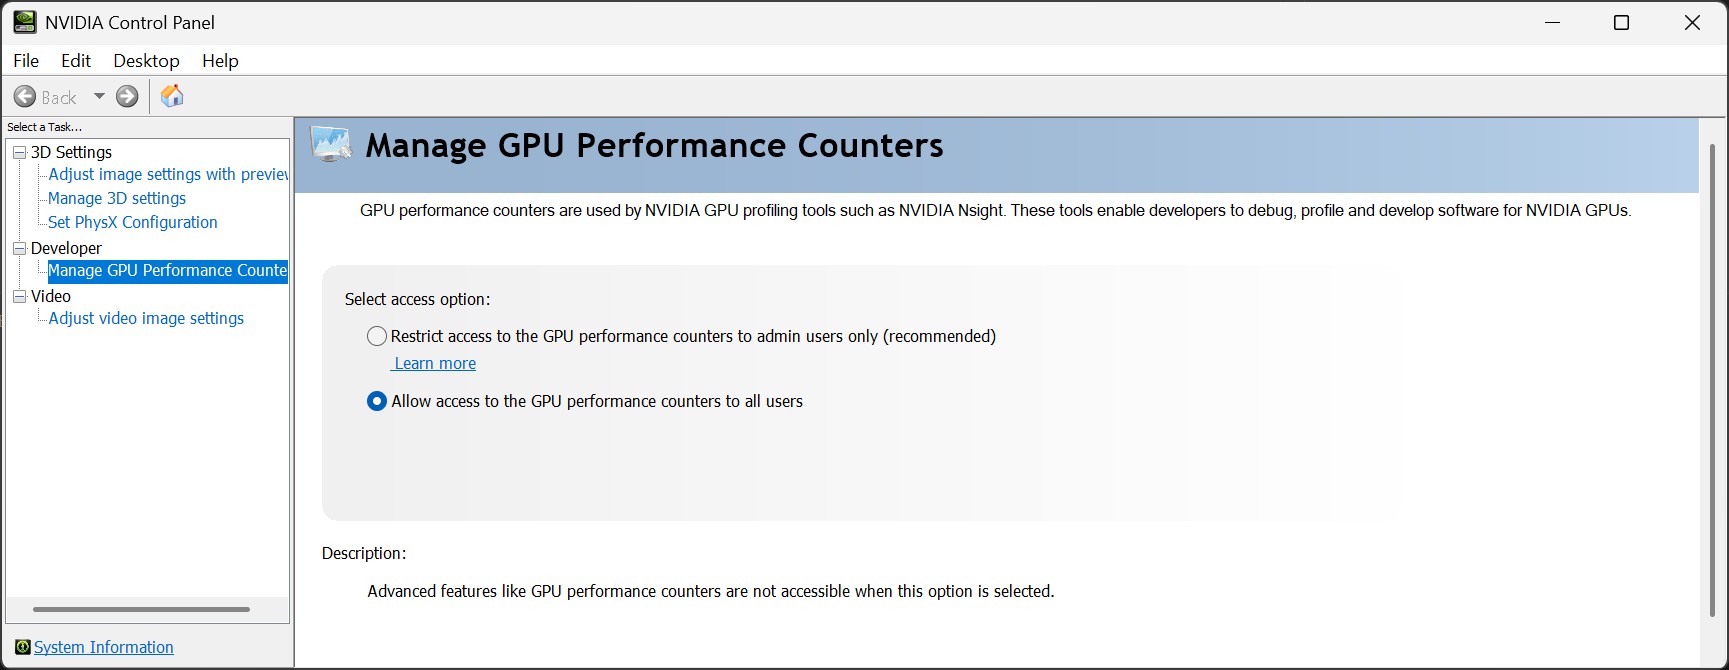 NVIDIA Control Panel
File Edit Desktop Help
Back
Select a Task...
3D Settings
Adjust image settings with preview
Manage 3D settings
Set PhysX Configuration
Developer
Manage GPU Performance Counte
Video
Adjust video image settings
System Information
Manage GPU Performance Counters
GPU performance counters are used by NVIDIA GPU profiling tools such as NVIDIA Nsight. These tools enable developers to debug, profile and develop software for NVIDIA GPUs.
Select access option:
Restrict access to the GPU performance counters to admin users only (recommended)
Learn more
Allow access to the GPU performance counters to all users
Description:
Advanced features like GPU performance counters are not accessible when this option is selected.